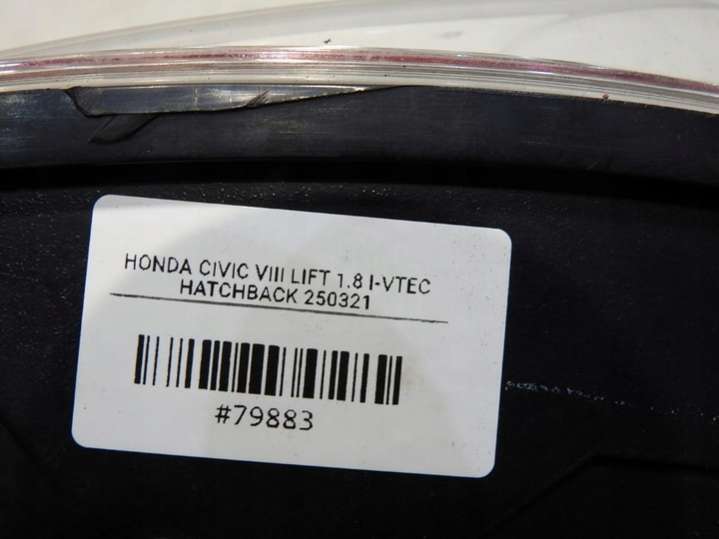 HONDA CIVIC VIII LIFT 1.8 I-VTEC
HATCHBACK 250321
#79883